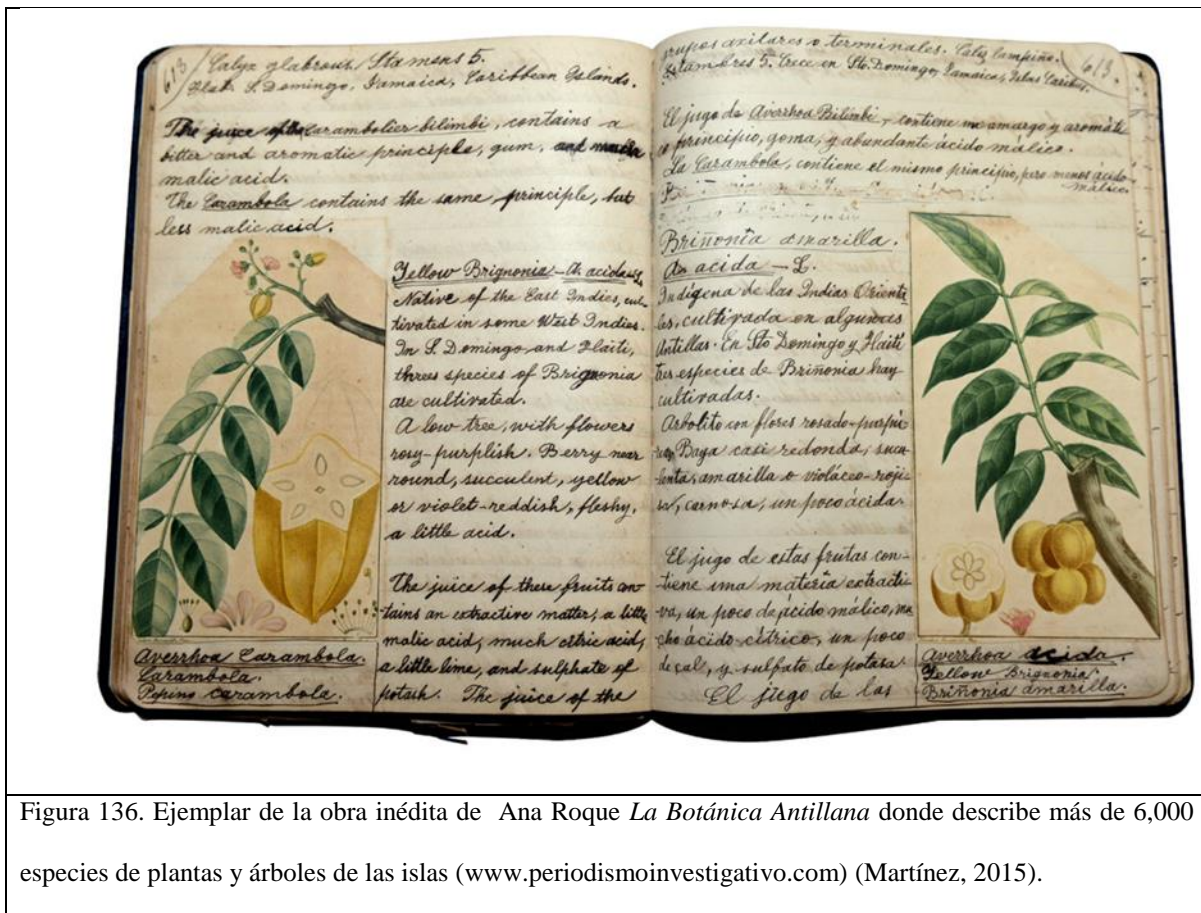 613
Calyx glabrous. Stamens 5.
Hab. S. Domingo, Jamaica, Caribbean Islands.
The juice of the carambolier bilimbi, contains a
bitter and aromatic principle, gum, and much
malic acid.
The Carambola contains the same principle, but
less malic acid.
Yellow Brignonia - A. acida
Native of the East Indies, cul-
tivated in some West Indies.
In S. Domingo and Haiti,
threes species of Brignonia
are cultivated.
A low tree, with flowers
rosy-purplish. Berry near
round, succulent, yellow
or violet-reddish, fleshy,
a little acid.
The juice of these fruits con-
tains an extractive matter, a little
malic acid, much citric acid,
a little lime, and sulphate of
potash. The juice of the
Averrhoa Carambola.
Carambola.
Pepino carambola.
grupos axilares o terminales. Caliz lampiño.
Estambres 5. Crece en Sto. Domingo, Jamaica, Islas Caribes.
613.
El jugo de Averrhoa Bilimbi, contiene un amargo y aromáti
co principio, goma, y abundante ácido málico.
La Carambola, contiene el mismo principio, pero menos ácido
málico.
Briñonia amarilla.
A. acida - L.
Indígena de las Indias Orienta
les, cultivada en algunas
Antillas. En Sto Domingo y Haití
tres especies de Briñonia hay
cultivadas.
Arbolito con flores rosado-purpú
reas. Baya casi redonda, sucu
lenta, amarilla o violáceo-roji
sa, carnosa, un poco ácida.
El jugo de estas frutas con-
tiene una materia extracti-
va, un poco de ácido málico, mu
cho ácido cítrico, un poco
de cal, y sulfato de potasa.
El jugo de las
Averrhoa acida.
Yellow Brignonia.
Briñonia amarilla.
Figura 136. Ejemplar de la obra inédita de Ana Roque La Botánica Antillana donde describe más de 6,000
especies de plantas y árboles de las islas (www.periodismoinvestigativo.com) (Martínez, 2015).